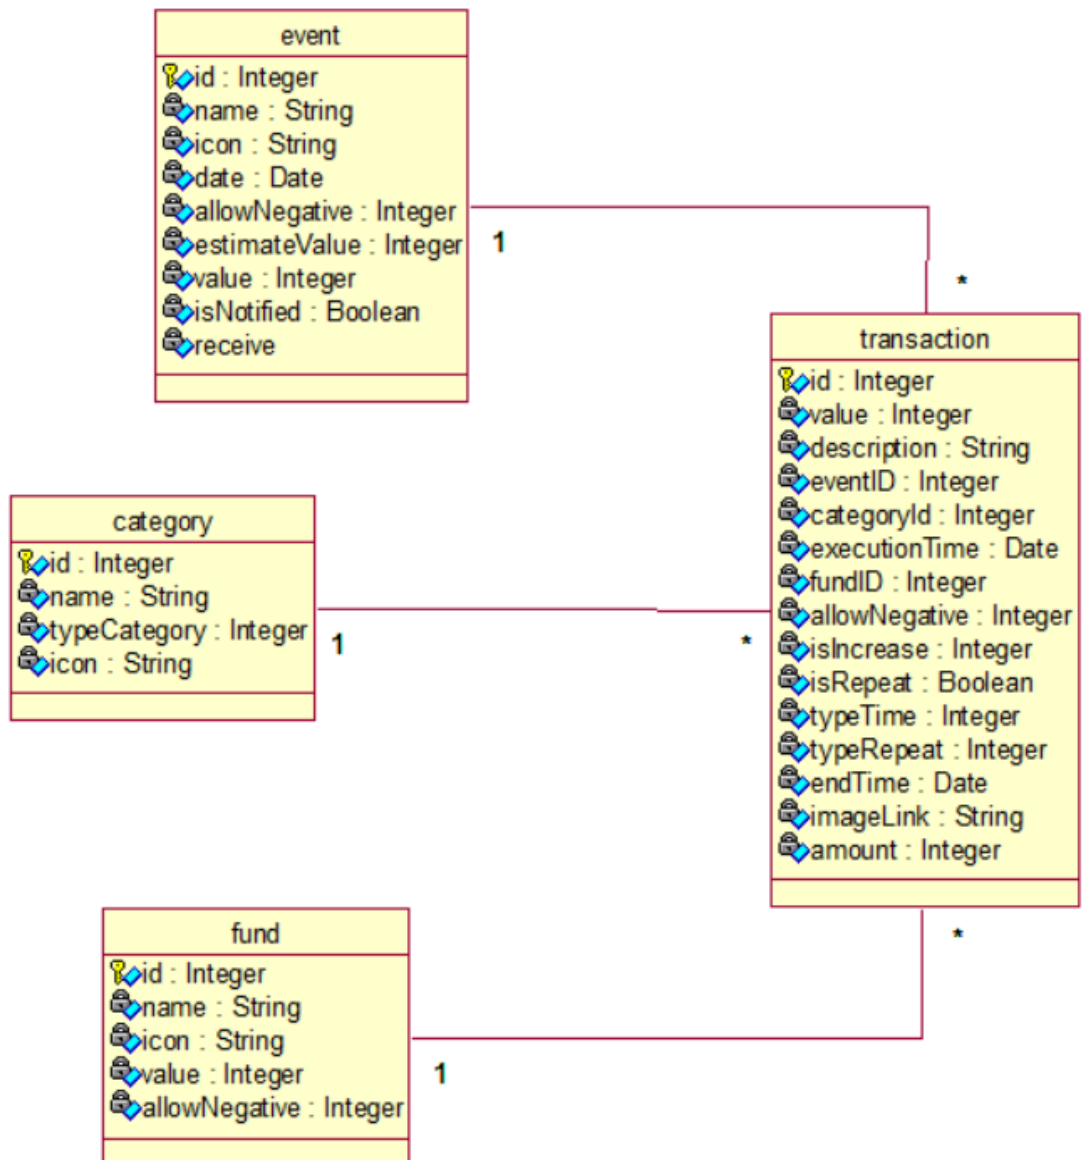 event
id : Integer
name : String
icon : String
date : Date
allowNegative : Integer
estimateValue : Integer
value : Integer
isNotified : Boolean
receive
1
*
transaction
id : Integer
value : Integer
description : String
eventID : Integer
categoryId : Integer
executionTime : Date
fundID : Integer
allowNegative : Integer
isIncrease : Integer
isRepeat : Boolean
typeTime : Integer
typeRepeat : Integer
endTime : Date
imageLink : String
amount : Integer
category
id : Integer
name : String
typeCategory : Integer
icon : String
1
*
fund
id : Integer
name : String
icon : String
value : Integer
allowNegative : Integer
1
*